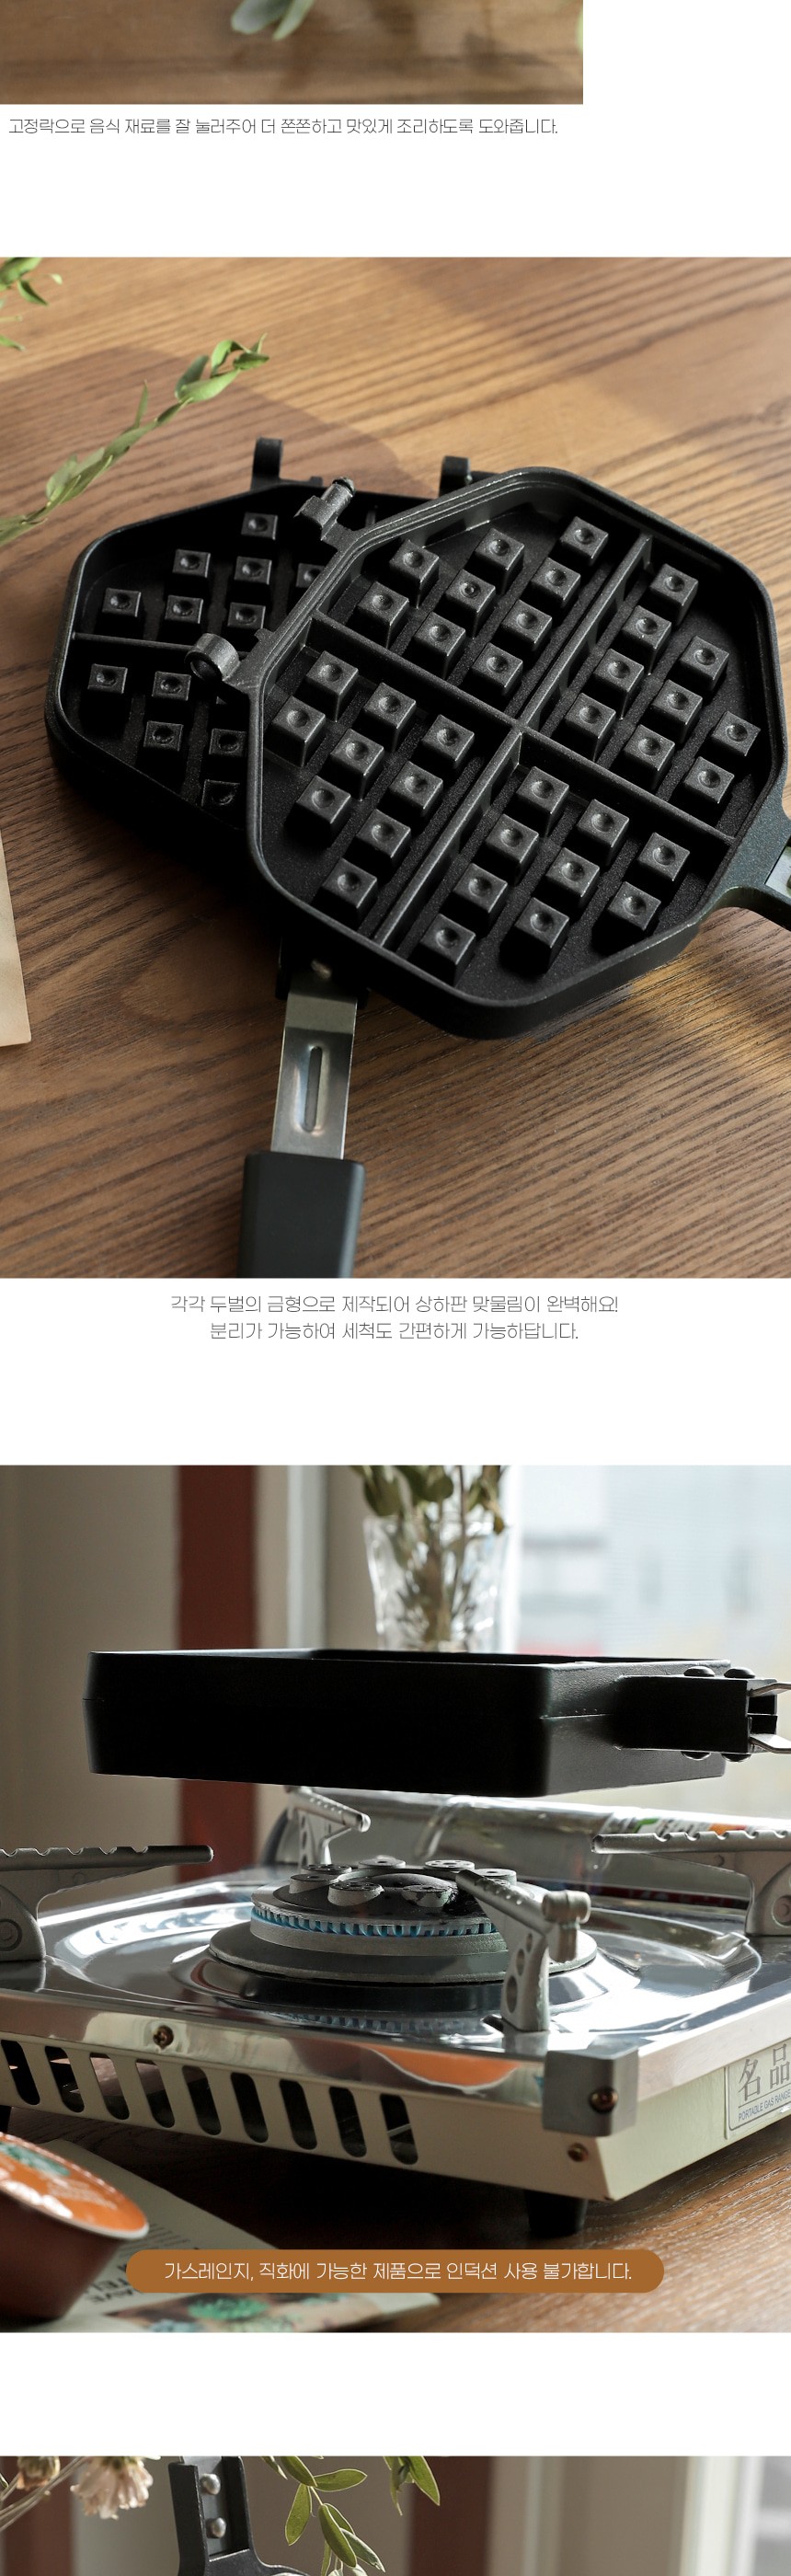 고정락으로 음식 재료를 잘 눌러주어 더 쫀쫀하고 맛있게 조리하도록 도와줍니다.
각각 두벌의 금형으로 제작되어 상하판 맞물림이 완벽해요!
분리가 가능하여 세척도 간편하게 가능하답니다.
名品
PORTABLE GAS RANGE
가스레인지, 직화에 가능한 제품으로 인덕션 사용 불가합니다.